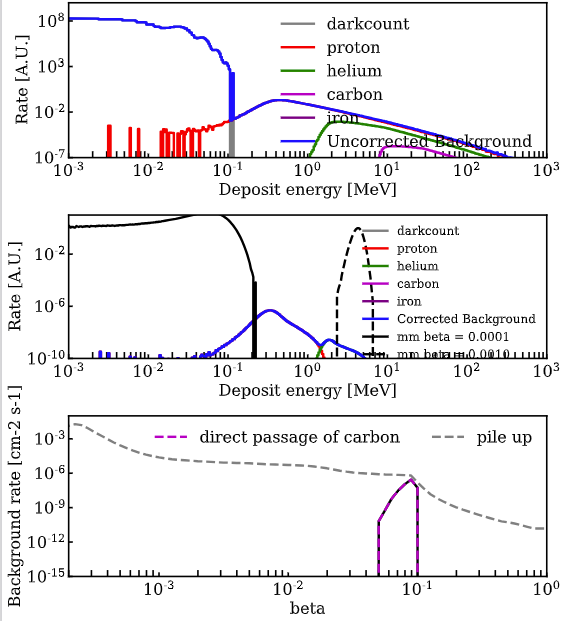 10^8
10^3
10^-2
10^-7
Rate [A.U.]
darkcount
proton
helium
carbon
iron
Uncorrected Background
10^-3 10^-2 10^-1 10^0 10^1 10^2 10^3
Deposit energy [MeV]
10^-2
10^-6
10^-10
Rate [A.U.]
darkcount
proton
helium
carbon
iron
Corrected Background
mm beta = 0.0001
mm beta = 0.0010
10^-3 10^-2 10^-1 10^0 10^1 10^2 10^3
Deposit energy [MeV]
10^-3
10^-6
10^-9
10^-12
10^-15
Background rate [cm-2 s-1]
direct passage of carbon pile up
10^-3 10^-2 10^-1 10^0
beta